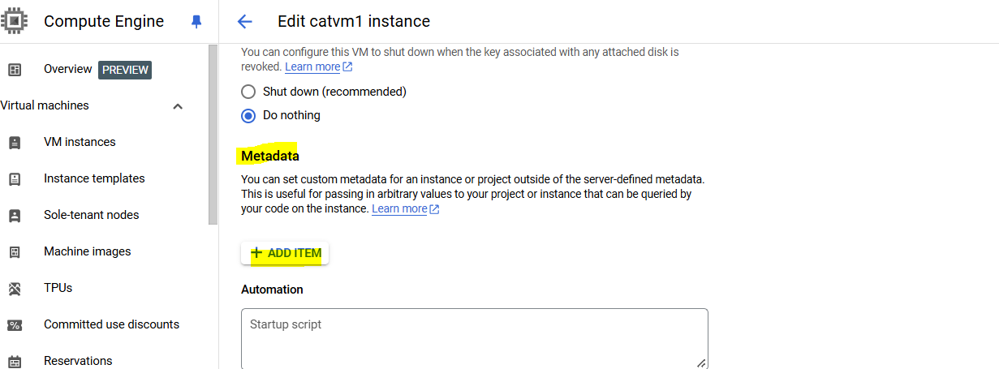 Compute Engine
Edit catvm1 instance
Overview PREVIEW
Virtual machines
VM instances
Instance templates
Sole-tenant nodes
Machine images
TPUs
Committed use discounts
Reservations
You can configure this VM to shut down when the key associated with any attached disk is
revoked. Learn more
Shut down (recommended)
Do nothing
Metadata
You can set custom metadata for an instance or project outside of the server-defined metadata.
This is useful for passing in arbitrary values to your project or instance that can be queried by
your code on the instance. Learn more
+ ADD ITEM
Automation
Startup script